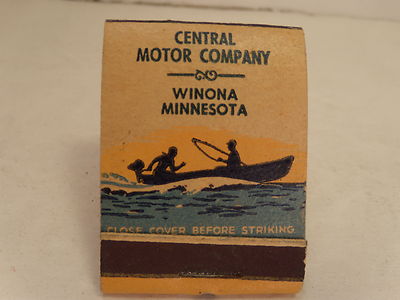 CENTRAL
MOTOR COMPANY
WINONA
MINNESOTA
CLOSE COVER BEFORE STRIKING